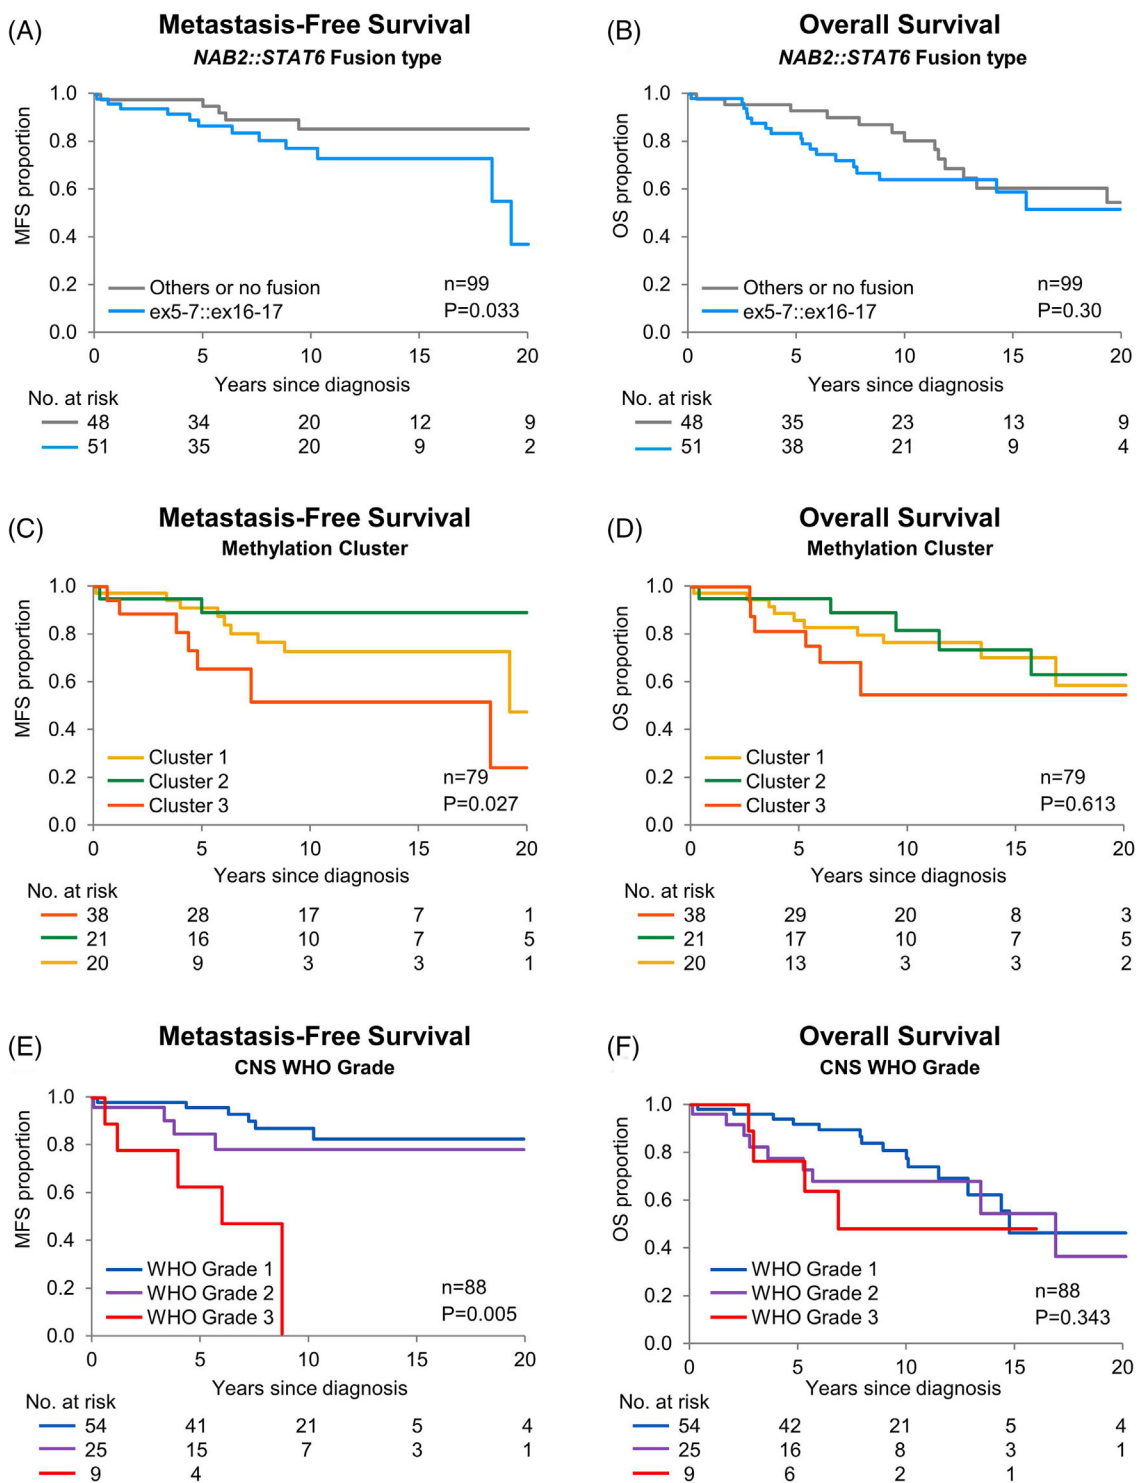 (A) Metastasis-Free Survival
NAB2::STAT6 Fusion type
MFS proportion
1.0
0.8
0.6
0.4
0.2
0.0
Others or no fusion
ex5-7::ex16-17
n=99
P=0.033
0 5 10 15 20
Years since diagnosis
No. at risk
48 34 20 12 9
51 35 20 9 2
(B) Overall Survival
NAB2::STAT6 Fusion type
OS proportion
1.0
0.8
0.6
0.4
0.2
0.0
Others or no fusion
ex5-7::ex16-17
n=99
P=0.30
0 5 10 15 20
Years since diagnosis
No. at risk
48 35 23 13 9
51 38 21 9 4
(C) Metastasis-Free Survival
Methylation Cluster
MFS proportion
1.0
0.8
0.6
0.4
0.2
0.0
Cluster 1
Cluster 2
Cluster 3
n=79
P=0.027
0 5 10 15 20
Years since diagnosis
No. at risk
38 28 17 7 1
21 16 10 7 5
20 9 3 3 1
(D) Overall Survival
Methylation Cluster
OS proportion
1.0
0.8
0.6
0.4
0.2
0.0
Cluster 1
Cluster 2
Cluster 3
n=79
P=0.613
0 5 10 15 20
Years since diagnosis
No. at risk
38 29 20 8 3
21 17 10 7 5
20 13 3 3 2
(E) Metastasis-Free Survival
CNS WHO Grade
MFS proportion
1.0
0.8
0.6
0.4
0.2
0.0
WHO Grade 1
WHO Grade 2
WHO Grade 3
n=88
P=0.005
0 5 10 15 20
Years since diagnosis
No. at risk
54 41 21 5 4
25 15 7 3 1
9 4
(F) Overall Survival
CNS WHO Grade
OS proportion
1.0
0.8
0.6
0.4
0.2
0.0
WHO Grade 1
WHO Grade 2
WHO Grade 3
n=88
P=0.343
0 5 10 15 20
Years since diagnosis
No. at risk
54 42 21 5 4
25 16 8 3 1
9 6 2 1